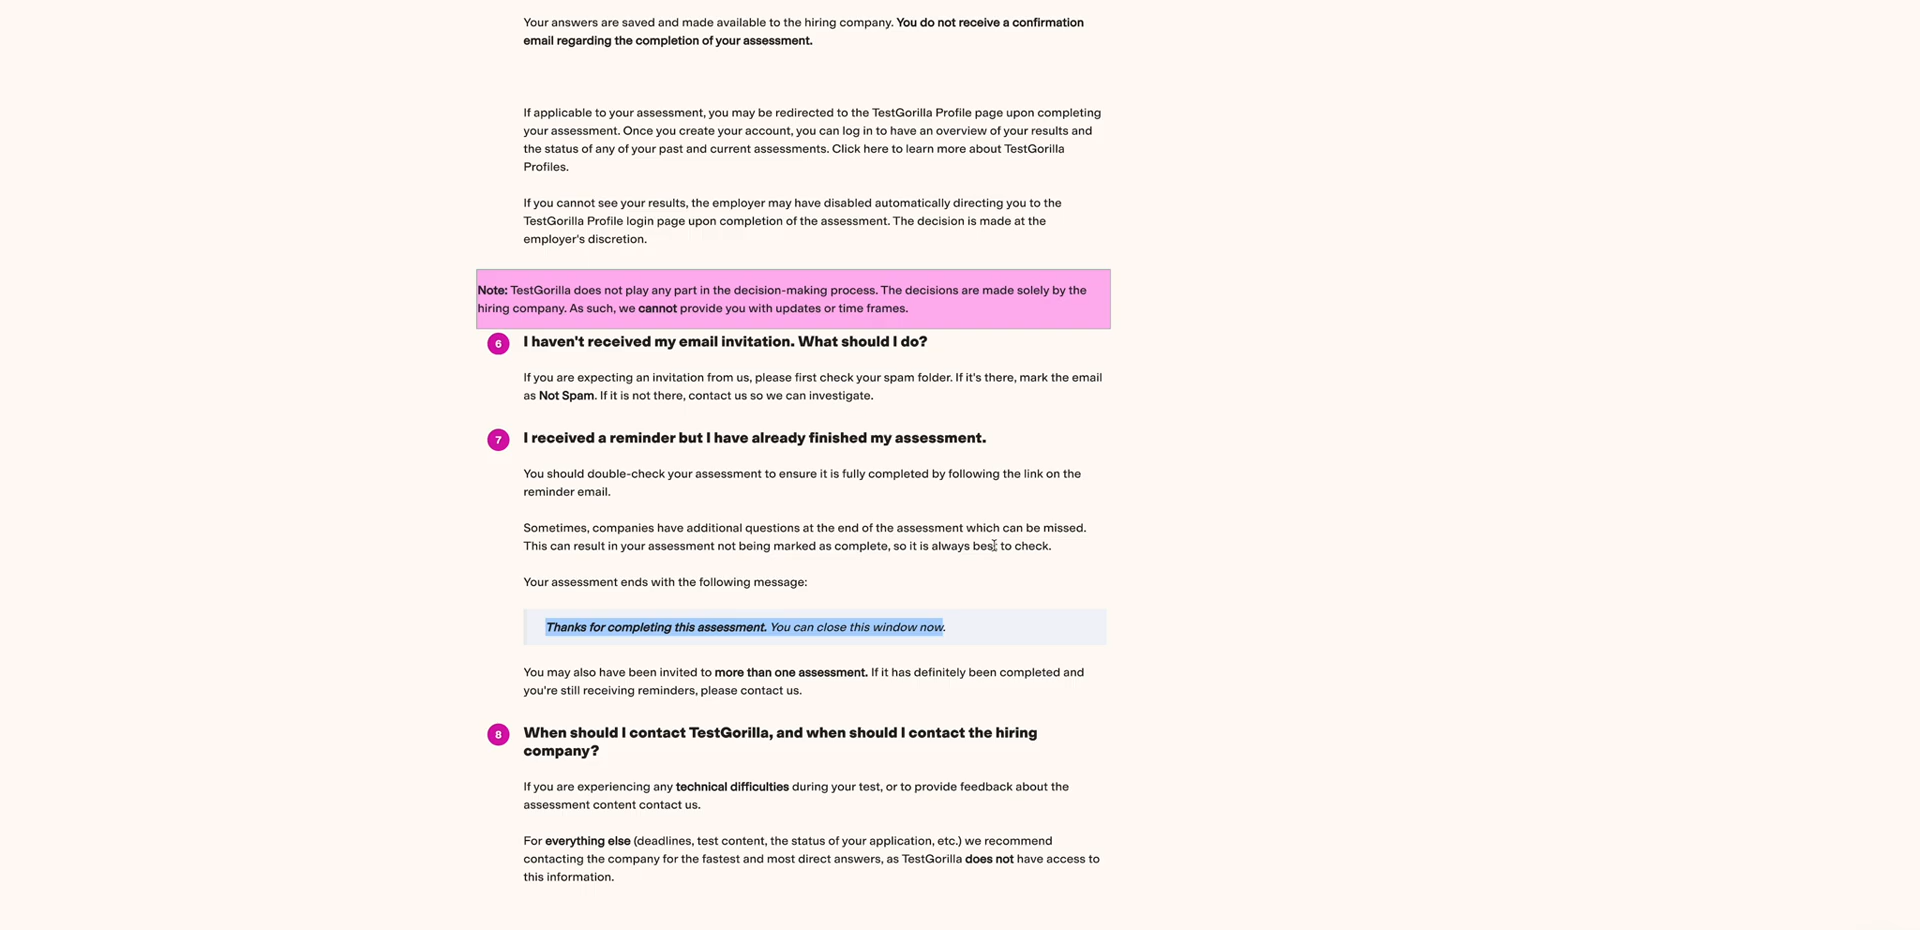 Your answers are saved and made available to the hiring company. You do not receive a confirmation
email regarding the completion of your assessment.
If applicable to your assessment, you may be redirected to the TestGorilla Profile page upon completing
your assessment. Once you create your account, you can log in to have an overview of your results and
the status of any of your past and current assessments. Click here to learn more about TestGorilla
Profiles.
If you cannot see your results, the employer may have disabled automatically directing you to the
TestGorilla Profile login page upon completion of the assessment. The decision is made at the
employer's discretion.
Note: TestGorilla does not play any part in the decision-making process. The decisions are made solely by the
hiring company. As such, we cannot provide you with updates or time frames.
6 I haven't received my email invitation. What should I do?
If you are expecting an invitation from us, please first check your spam folder. If it's there, mark the email
as Not Spam. If it is not there, contact us so we can investigate.
7 I received a reminder but I have already finished my assessment.
You should double-check your assessment to ensure it is fully completed by following the link on the
reminder email.
Sometimes, companies have additional questions at the end of the assessment which can be missed.
This can result in your assessment not being marked as complete, so it is always best to check.
Your assessment ends with the following message:
Thanks for completing this assessment. You can close this window now.
You may also have been invited to more than one assessment. If it has definitely been completed and
you're still receiving reminders, please contact us.
8 When should I contact TestGorilla, and when should I contact the hiring
company?
If you are experiencing any technical difficulties during your test, or to provide feedback about the
assessment content contact us.
For everything else (deadlines, test content, the status of your application, etc.) we recommend
contacting the company for the fastest and most direct answers, as TestGorilla does not have access to
this information.